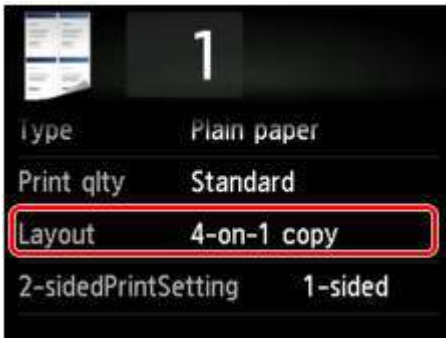 1
Type Plain paper
Print qlty Standard
Layout 4-on-1 copy
2-sidedPrintSetting 1-sided